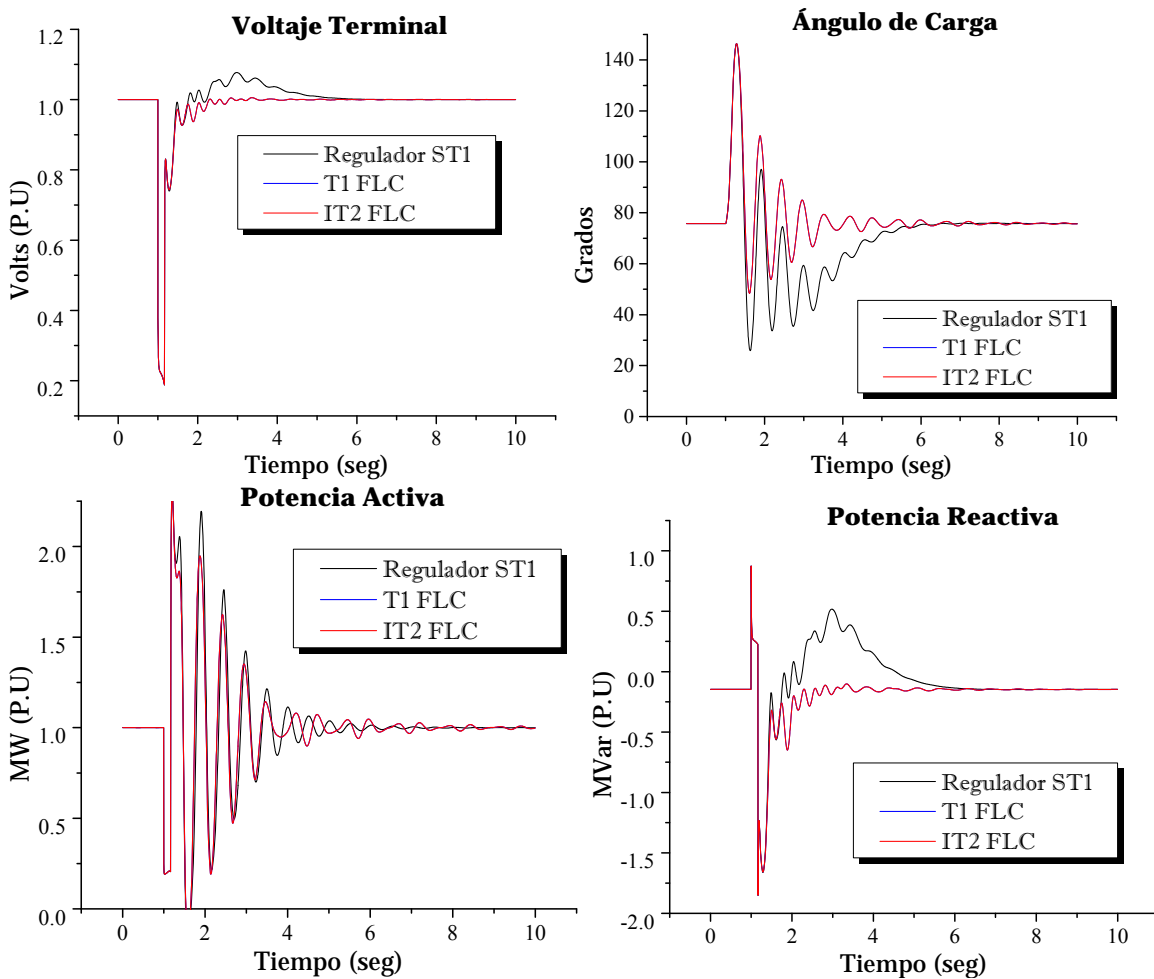 Voltaje Terminal
1.2
1.0
0.8
0.6
0.4
0.2
Volts (P.U)
Regulador ST1
T1 FLC
IT2 FLC
0 2 4 6 8 10
Tiempo (seg)
Ángulo de Carga
140
120
100
80
60
40
20
0
Grados
Regulador ST1
T1 FLC
IT2 FLC
0 2 4 6 8 10
Tiempo (seg)
Potencia Activa
2.0
1.5
1.0
0.5
0.0
MW (P.U)
Regulador ST1
T1 FLC
IT2 FLC
0 2 4 6 8 10
Tiempo (seg)
Potencia Reactiva
1.0
0.5
0.0
-0.5
-1.0
-1.5
-2.0
MVar (P.U)
Regulador ST1
T1 FLC
IT2 FLC
0 2 4 6 8 10
Tiempo (seg)